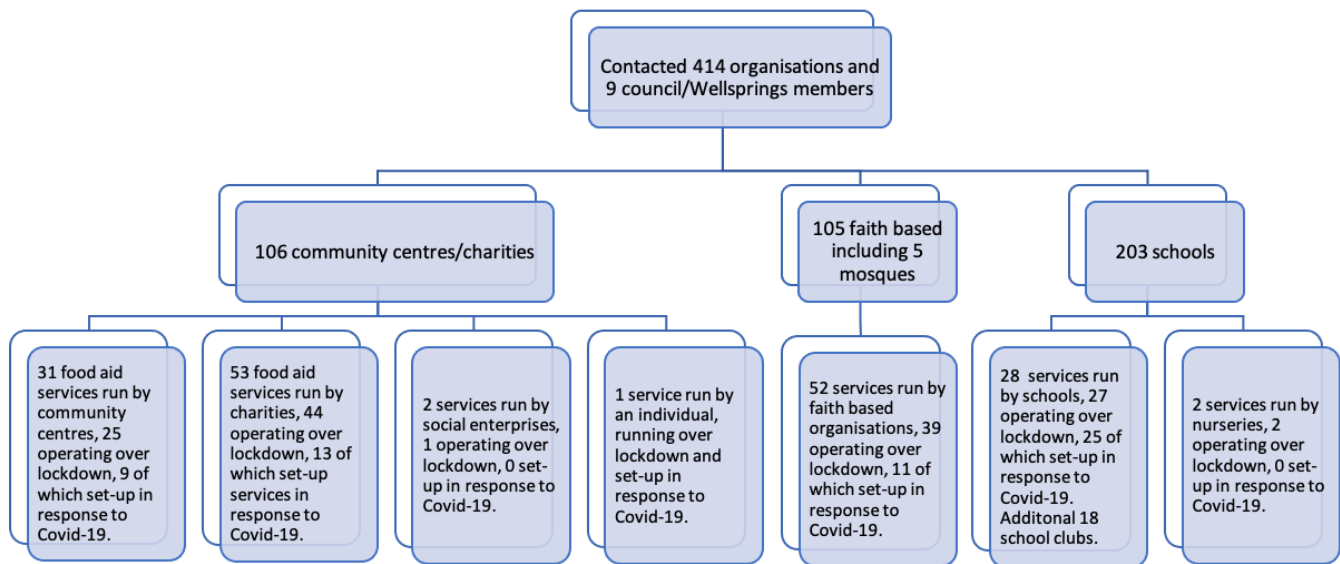 Contacted 414 organisations and
9 council/Wellsprings members
106 community centres/charities
105 faith based
including 5
mosques
203 schools
31 food aid
services run by
community
centres, 25
operating over
lockdown, 9 of
which set-up in
response to
Covid-19.
53 food aid
services run by
charities, 44
operating over
lockdown, 13 of
which set-up
services in
response to
Covid-19.
2 services run by
social enterprises,
1 operating over
lockdown, 0 set-
up in response to
Covid-19.
1 service run by
an individual,
running over
lockdown and
set-up in
response to
Covid-19.
52 services run by
faith based
organisations, 39
operating over
lockdown, 11 of
which set-up in
response to
Covid-19.
28 services run
by schools, 27
operating over
lockdown, 25 of
which set-up in
response to
Covid-19.
Additonal 18
school clubs.
2 services run by
nurseries, 2
operating over
lockdown, 0 set-
up in response to
Covid-19.